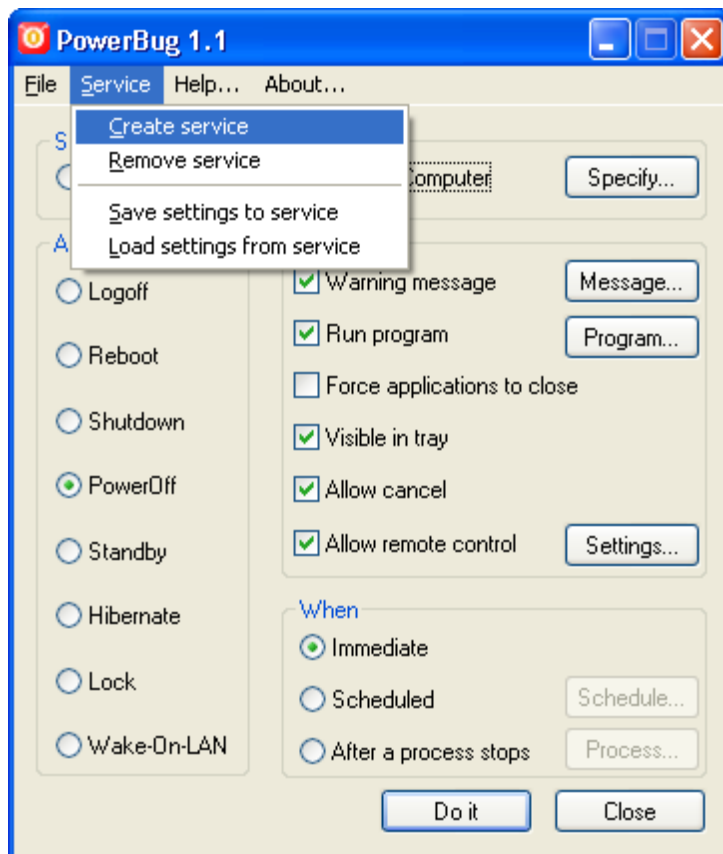 PowerBug 1.1
File Service Help... About...
Create service
Remove service
Save settings to service
Load settings from service
S
Computer
Specify...
A
Logoff
Reboot
Shutdown
PowerOff
Standby
Hibernate
Lock
Wake-On-LAN
Warning message
Message...
Run program
Program...
Force applications to close
Visible in tray
Allow cancel
Allow remote control
Settings...
When
Immediate
Scheduled
Schedule...
After a process stops
Process...
Do it
Close